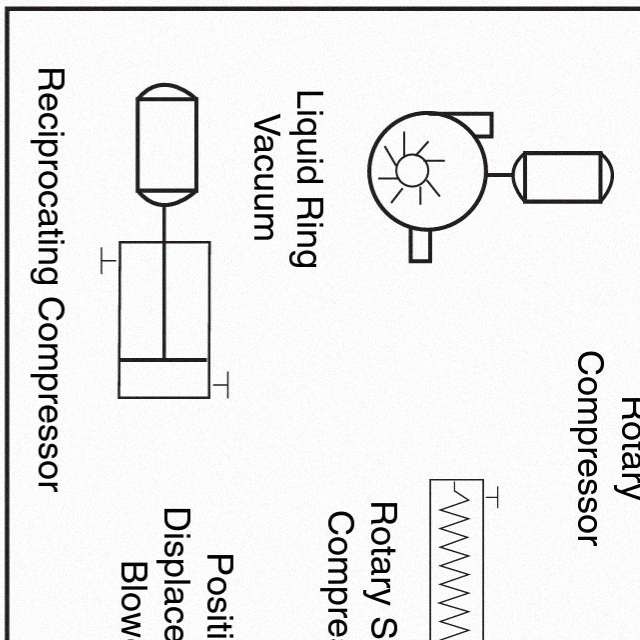 Rotary
Compressor
Liquid Ring
Vacuum
Rotary S
Compre
Reciprocating Compressor
Positi
Displace
Blow